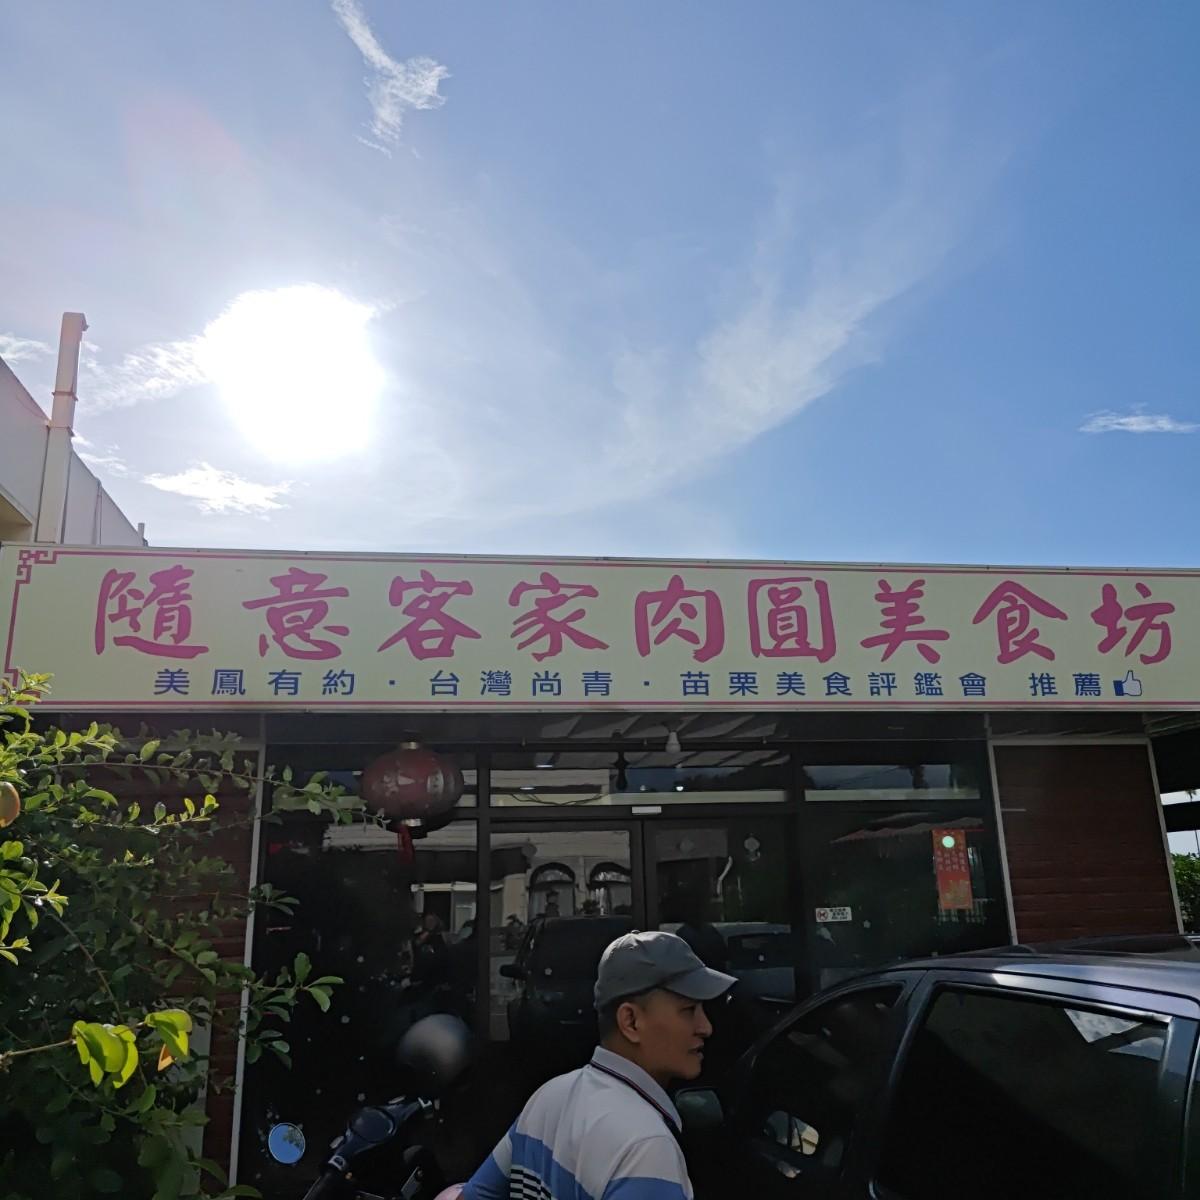 隨意客家肉圓美食坊
美鳳有約·台灣尚青·苗栗美食評鑑會 推薦